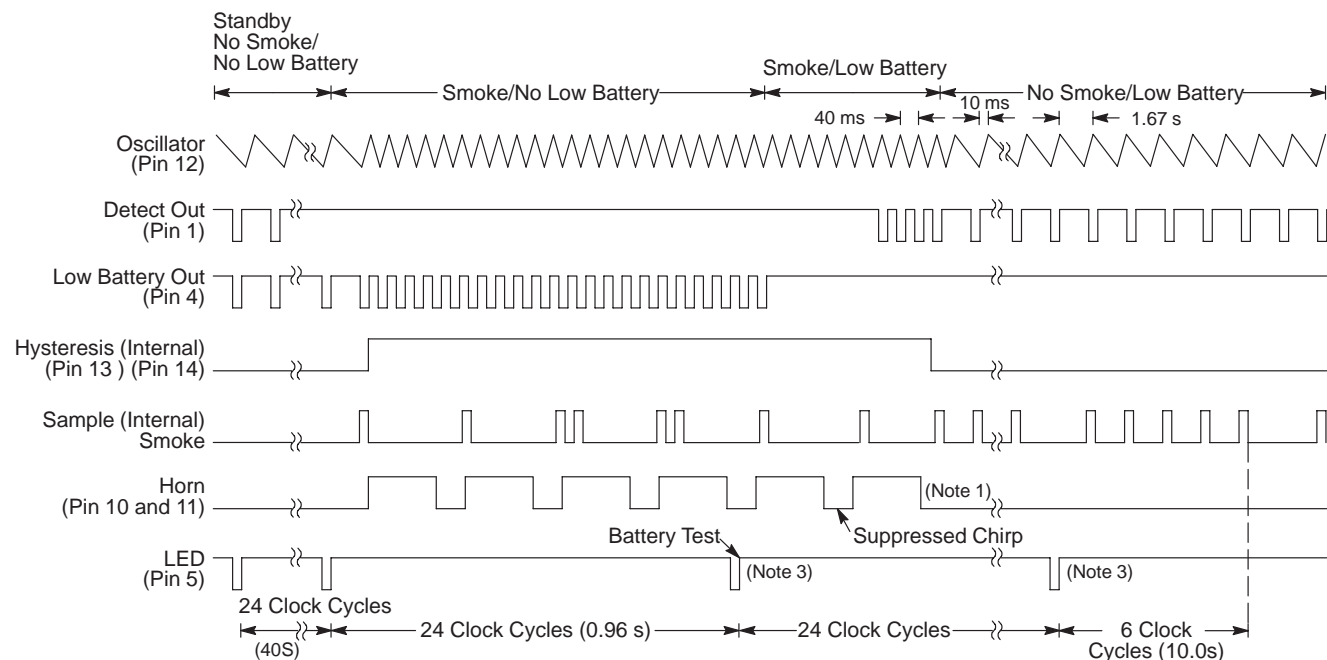 Standby
No Smoke/
No Low Battery
Smoke/No Low Battery
Smoke/Low Battery
No Smoke/Low Battery
40 ms
10 ms
1.67 s
Oscillator
(Pin 12)
Detect Out
(Pin 1)
Low Battery Out
(Pin 4)
Hysteresis (Internal)
(Pin 13 ) (Pin 14)
Sample (Internal)
Smoke
Horn
(Pin 10 and 11)
(Note 1)
Battery Test
Suppressed Chirp
LED
(Pin 5)
(Note 3)
(Note 3)
24 Clock Cycles
(40S)
24 Clock Cycles (0.96 s)
24 Clock Cycles
6 Clock
Cycles (10.0s)